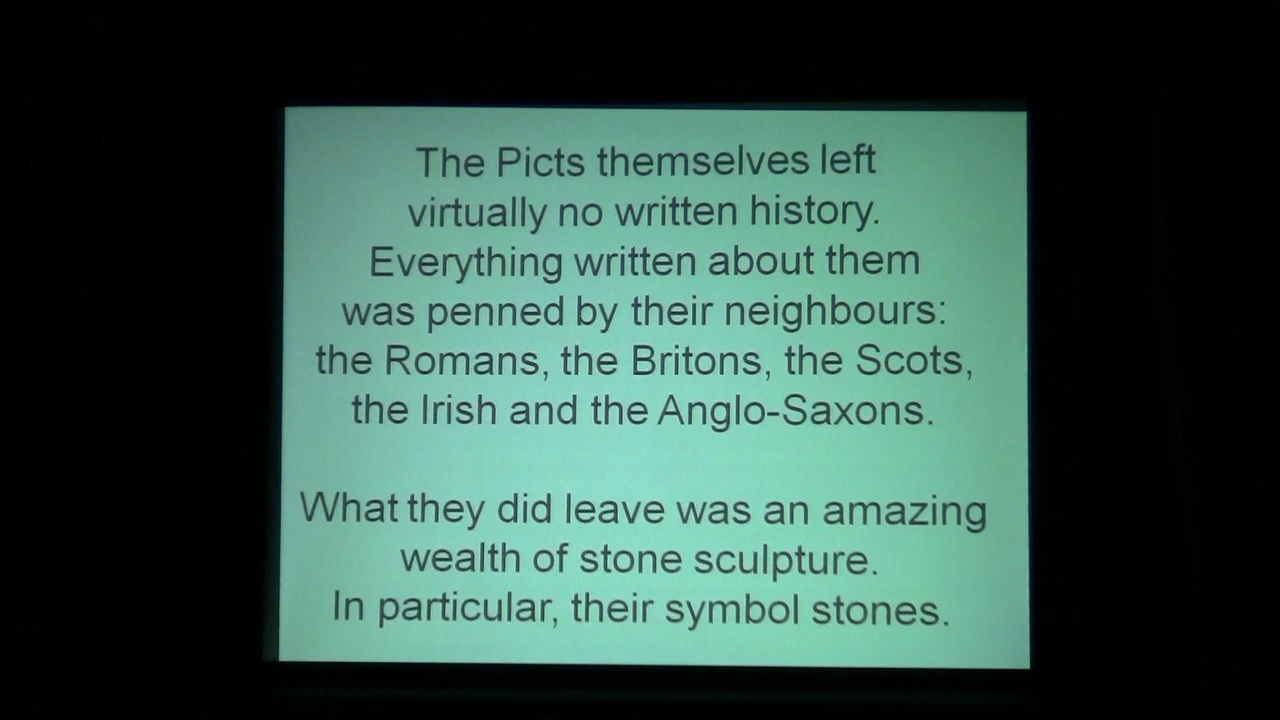 The Picts themselves left
virtually no written history.
Everything written about them
was penned by their neighbours:
the Romans, the Britons, the Scots,
the Irish and the Anglo-Saxons.
What they did leave was an amazing
wealth of stone sculpture.
In particular, their symbol stones.